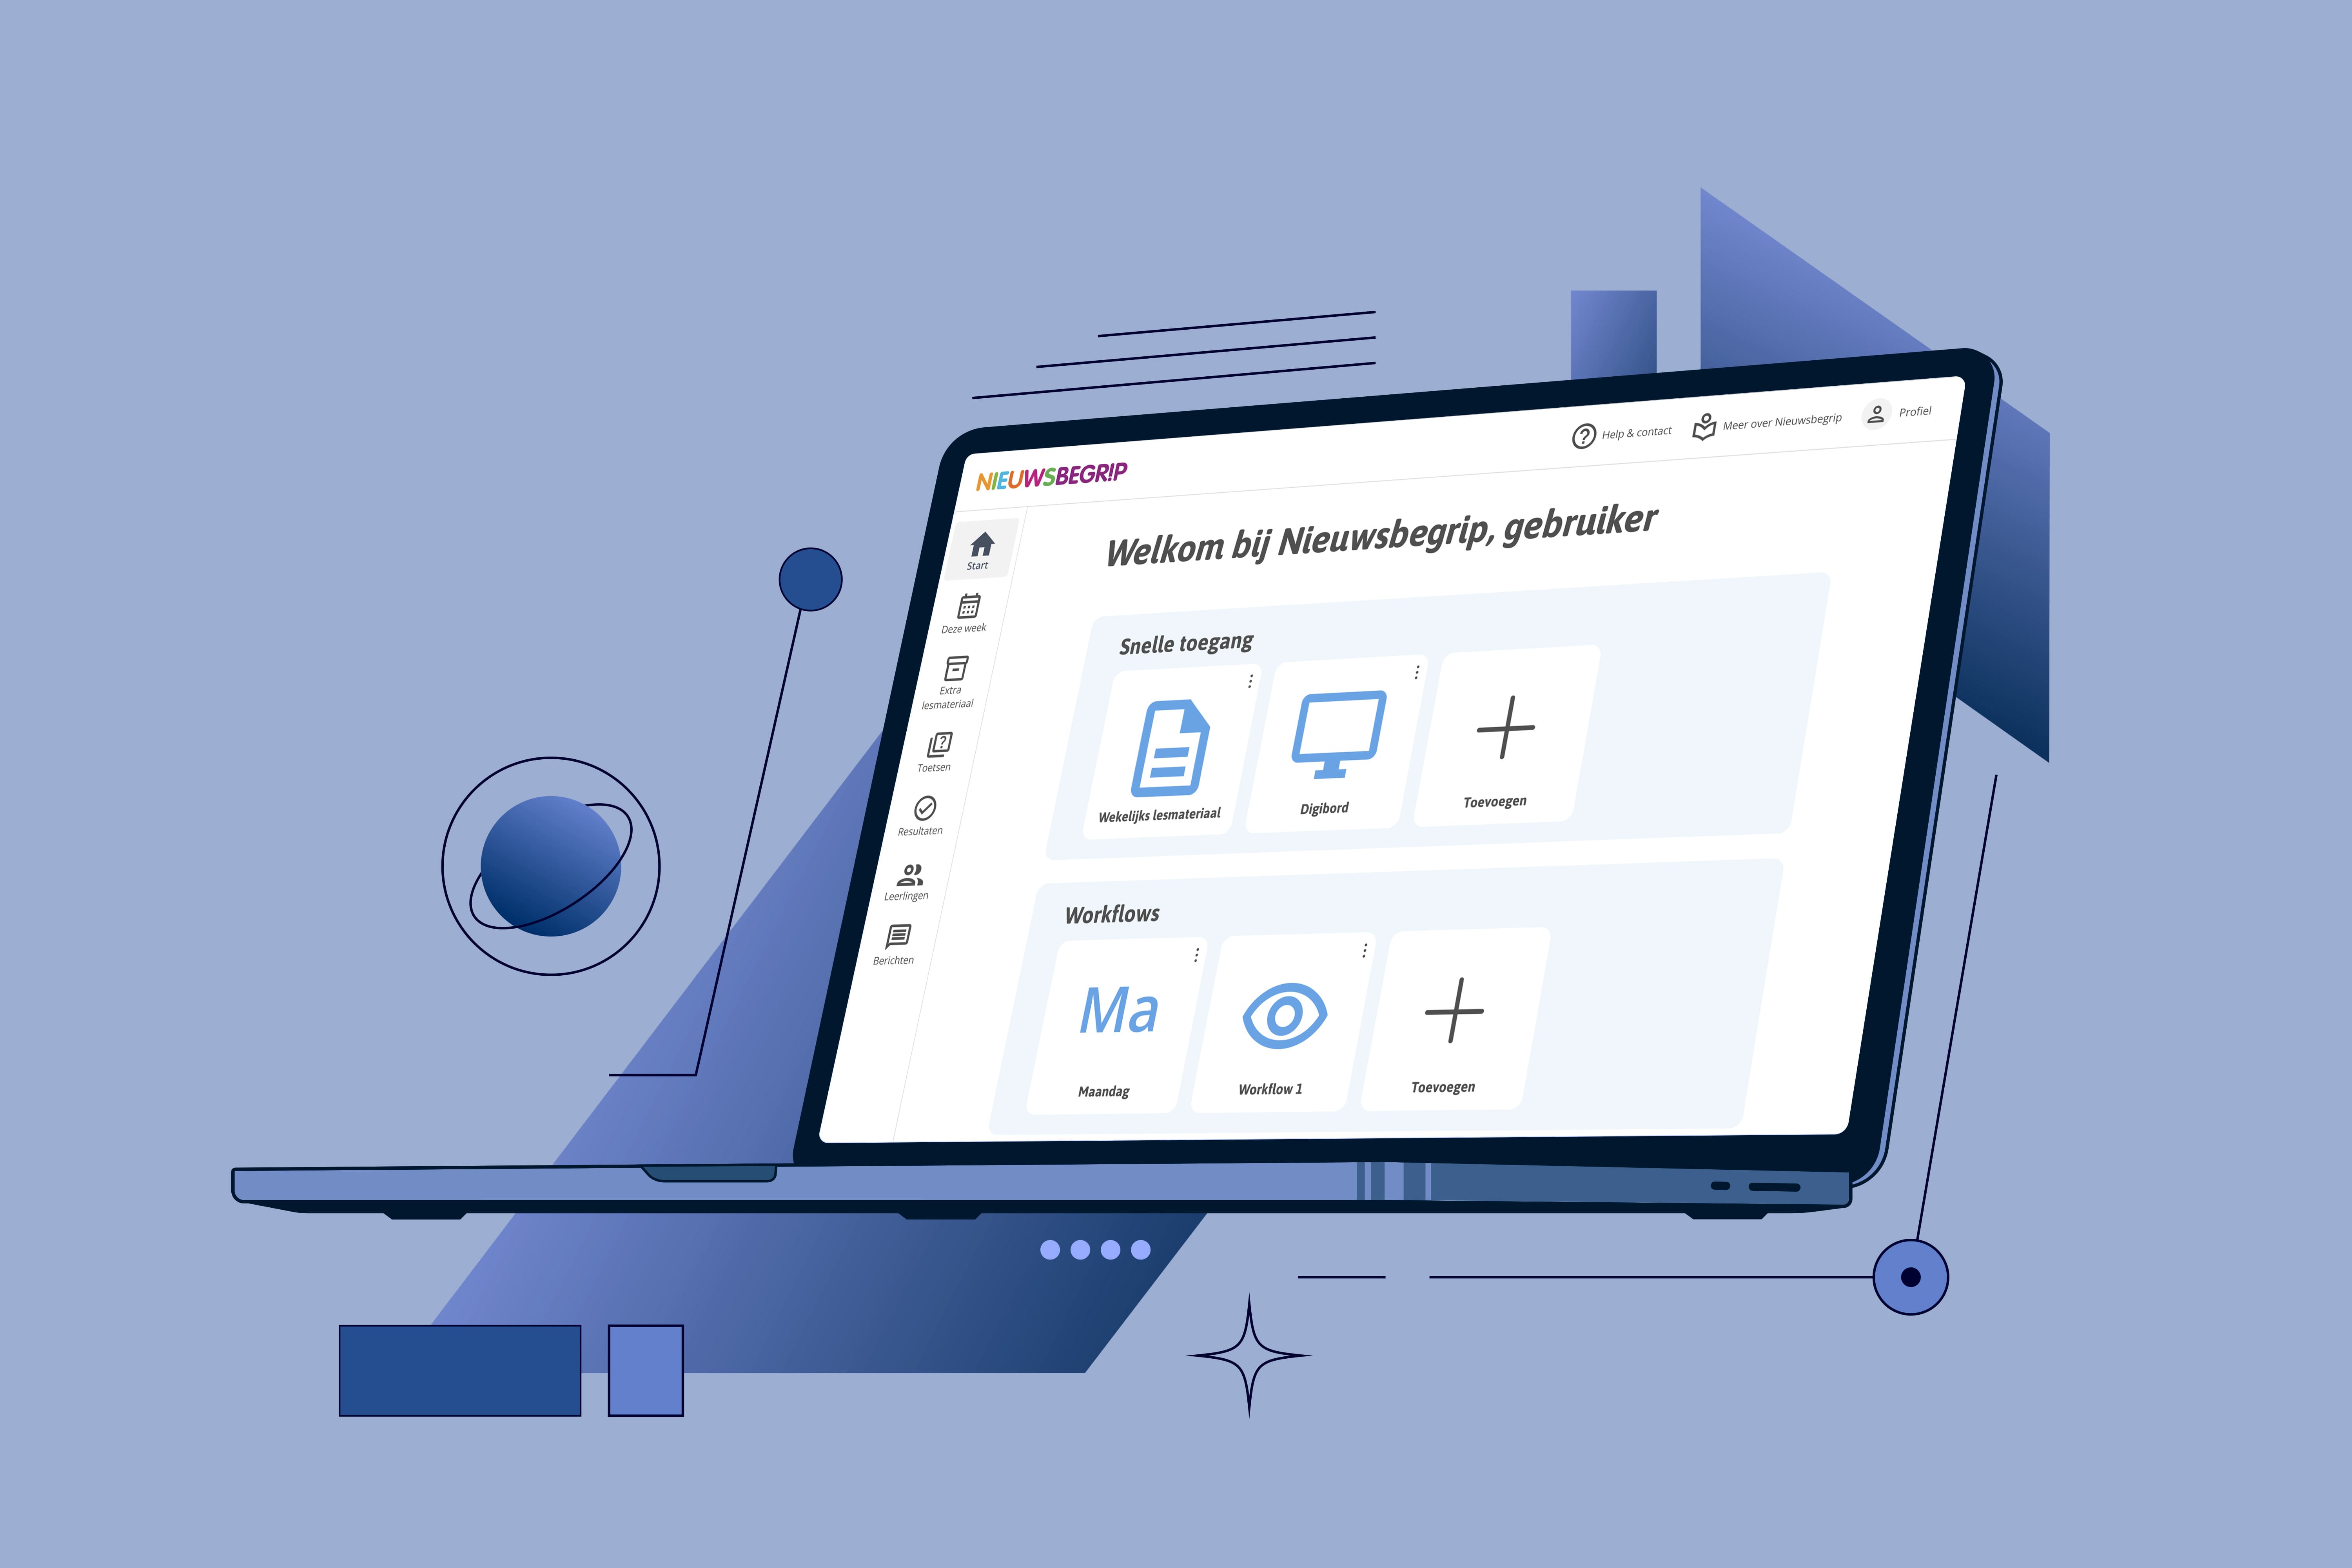 NIEUWSBEGRIP
Help & contact
Meer over Nieuwsbegrip
Profiel
Start
Deze week
Extra
lesmateriaal
Toetsen
Resultaten
Leerlingen
Berichten
Welkom bij Nieuwsbegrip, gebruiker
Snelle toegang
Wekelijks lesmateriaal
Digibord
Toevoegen
Workflows
Ma
Maandag
Workflow 1
Toevoegen